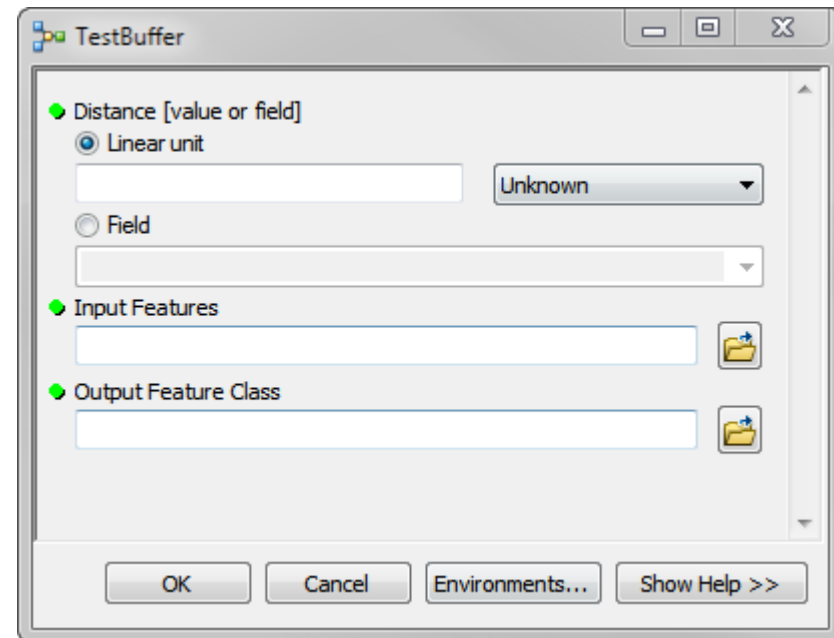 TestBuffer
Distance [value or field]
Linear unit
Unknown
Field
Input Features
Output Feature Class
OK Cancel Environments... Show Help >>